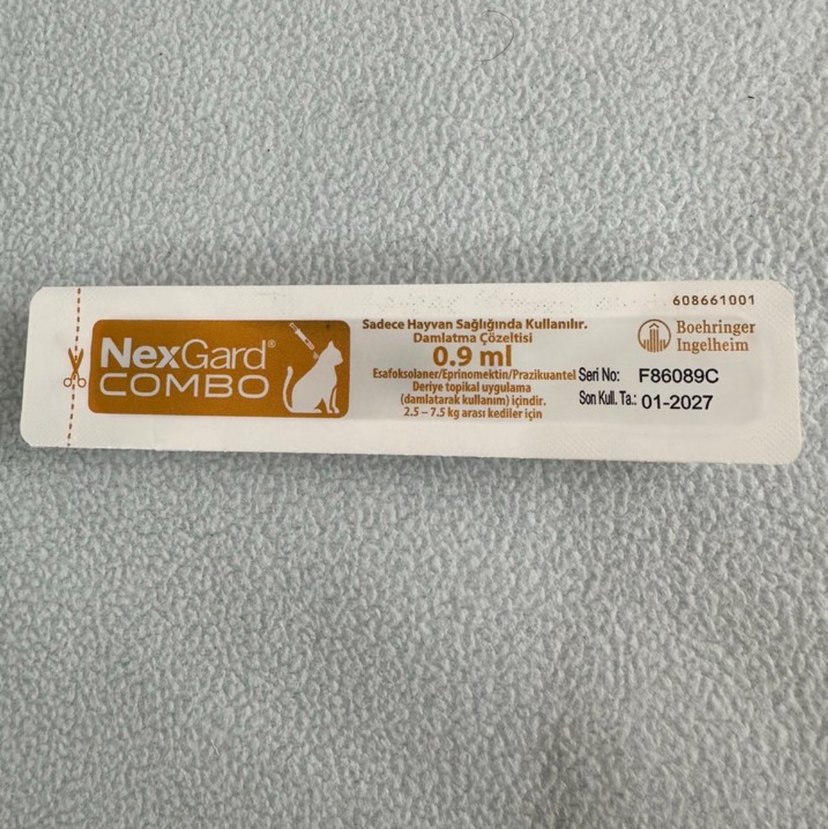 608661001
NexGard®
COMBO
Sadece Hayvan Sağlığında Kullanılır.
Damlatma Çözeltisi
0.9 ml
Esafoksolaner/Eprinomektin/Prazikuantel
Deriye topikal uygulama
(damlatarak kullanım) içindir.
2.5 – 7.5 kg arası kediler için
Boehringer
Ingelheim
Seri No: F86089C
Son Kull. Ta.: 01-2027